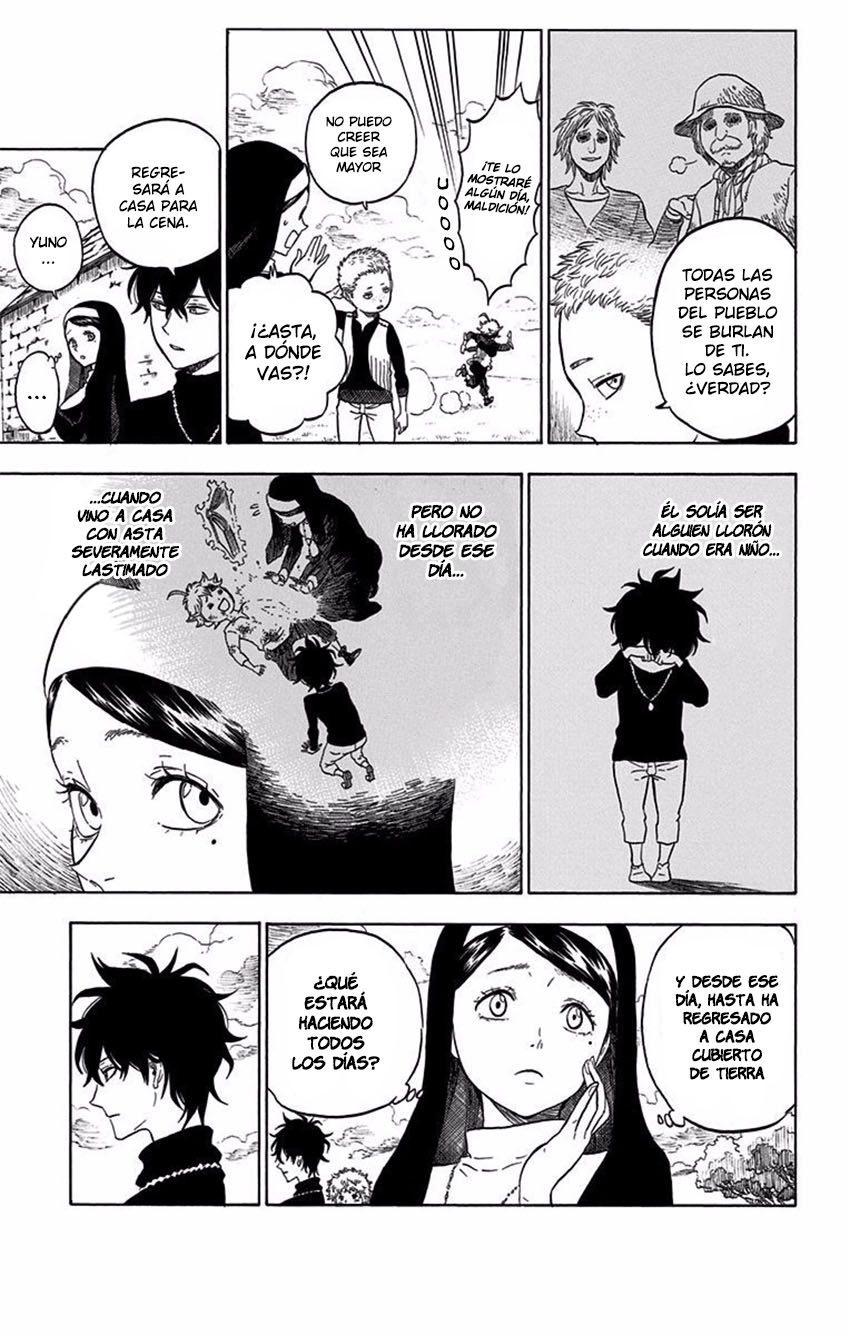 TODAS LAS
PERSONAS
DEL PUEBLO
SE BURLAN
DE TI.
LO SABES,
¿VERDAD?
¡TE LO
MOSTRARÉ
ALGÚN DÍA,
MALDICIÓN!
UOOOO
NO PUEDO
CREER
QUE SEA
MAYOR
¡¿ASTA,
A DÓNDE
VAS?!
REGRE-
SARÁ A
CASA PARA
LA CENA.
YUNO
...
...
ÉL SOLÍA SER
ALGUIEN LLORÓN
CUANDO ERA NIÑO...
PERO NO
HA LLORADO
DESDE ESE
DÍA...
...CUANDO
VINO A CASA
CON ASTA
SEVERAMENTE
LASTIMADO
Y DESDE ESE
DÍA, HASTA HA
REGRESADO
A CASA
CUBIERTO
DE TIERRA
¿QUÉ
ESTARÁ
HACIENDO
TODOS
LOS DÍAS?